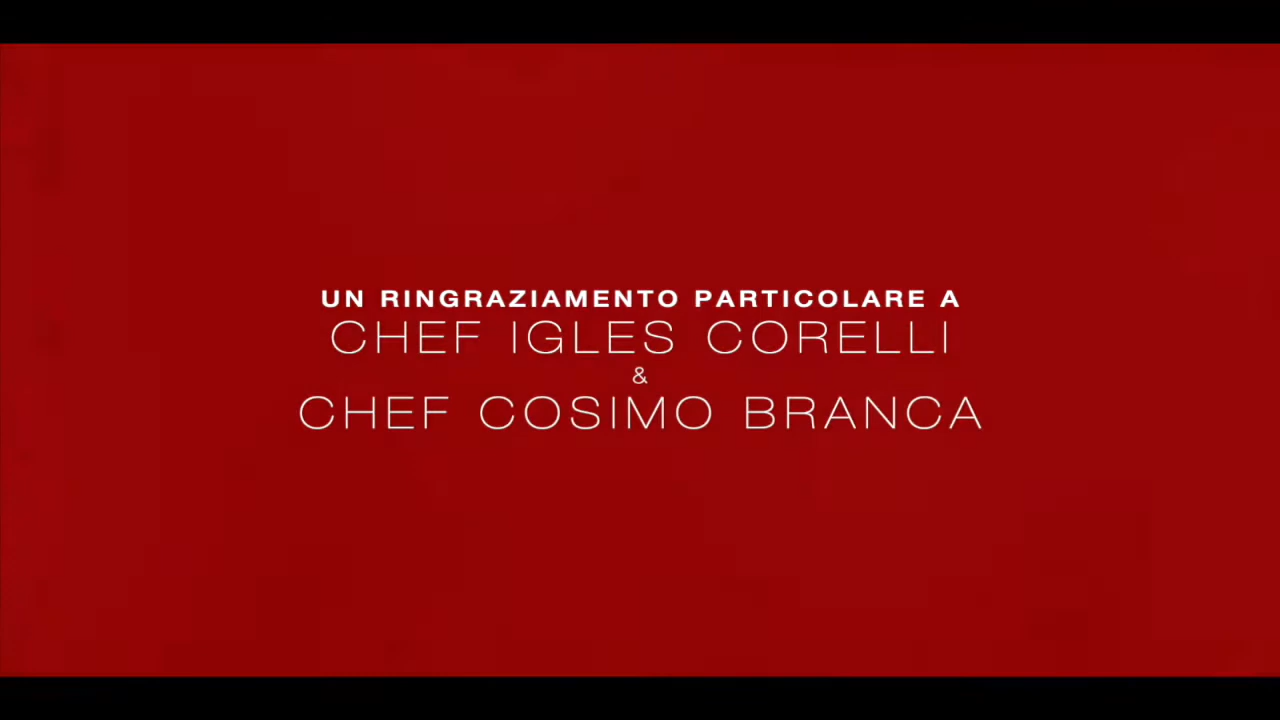 UN RINGRAZIAMENTO PARTICOLARE A
CHEF IGLES CORELLI
&
CHEF COSIMO BRANCA